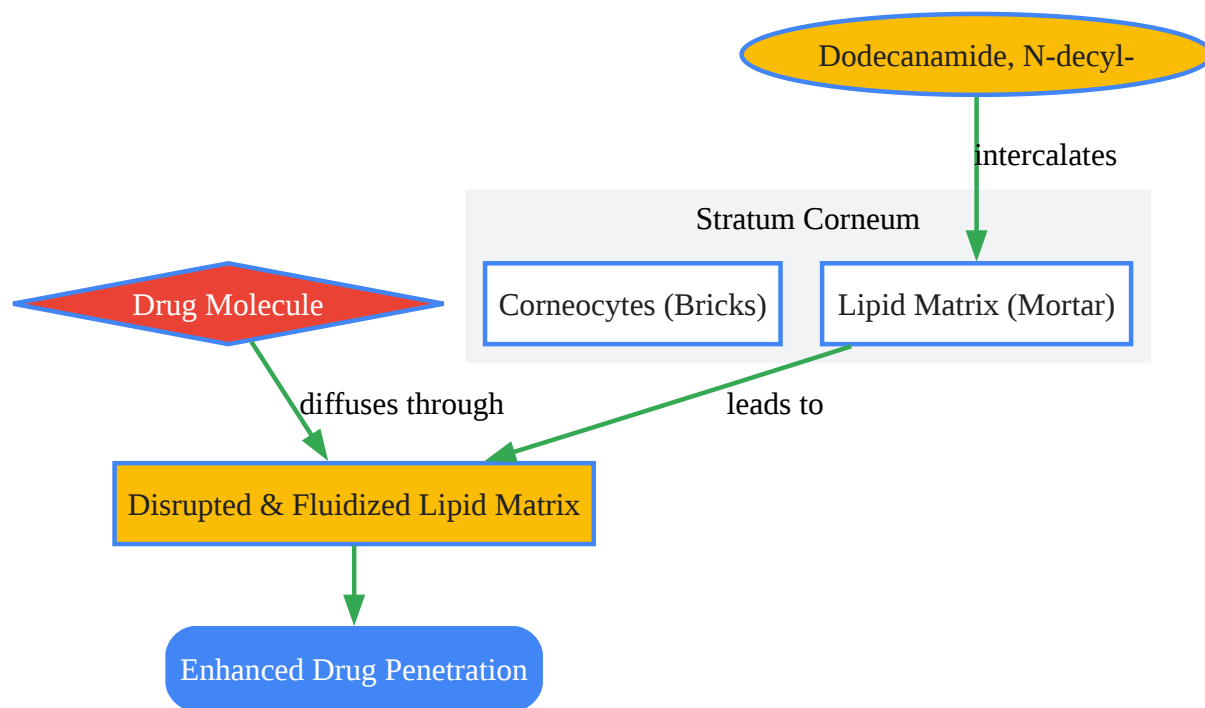 Dodecanamide, N-decyl-
intercalates
Stratum Corneum
Drug Molecule
Corneocytes (Bricks)
Lipid Matrix (Mortar)
diffuses through
leads to
Disrupted & Fluidized Lipid Matrix
Enhanced Drug Penetration